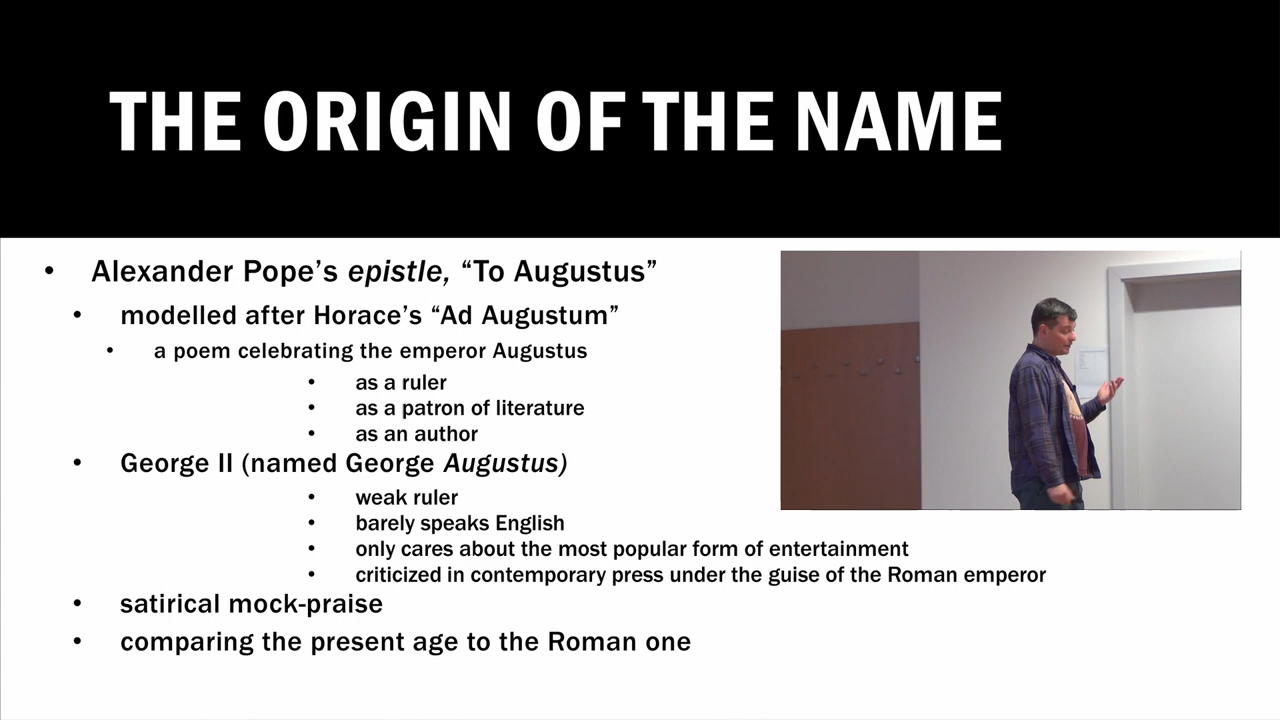 THE ORIGIN OF THE NAME
• Alexander Pope's epistle, “To Augustus”
• modelled after Horace's “Ad Augustum”
• a poem celebrating the emperor Augustus
• as a ruler
• as a patron of literature
• as an author
• George II (named George Augustus)
• weak ruler
• barely speaks English
• only cares about the most popular form of entertainment
• criticized in contemporary press under the guise of the Roman emperor
• satirical mock-praise
• comparing the present age to the Roman one